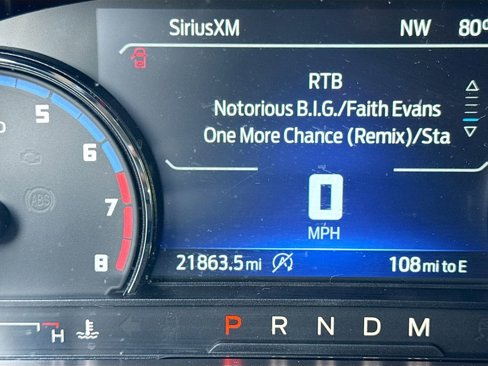 SiriusXM NW 80°
RTB
Notorious B.I.G./Faith Evans
One More Chance (Remix)/Sta
5
6
7
8
ABS
0
MPH
21863.5 mi 108 mi to E
H
P R N D M